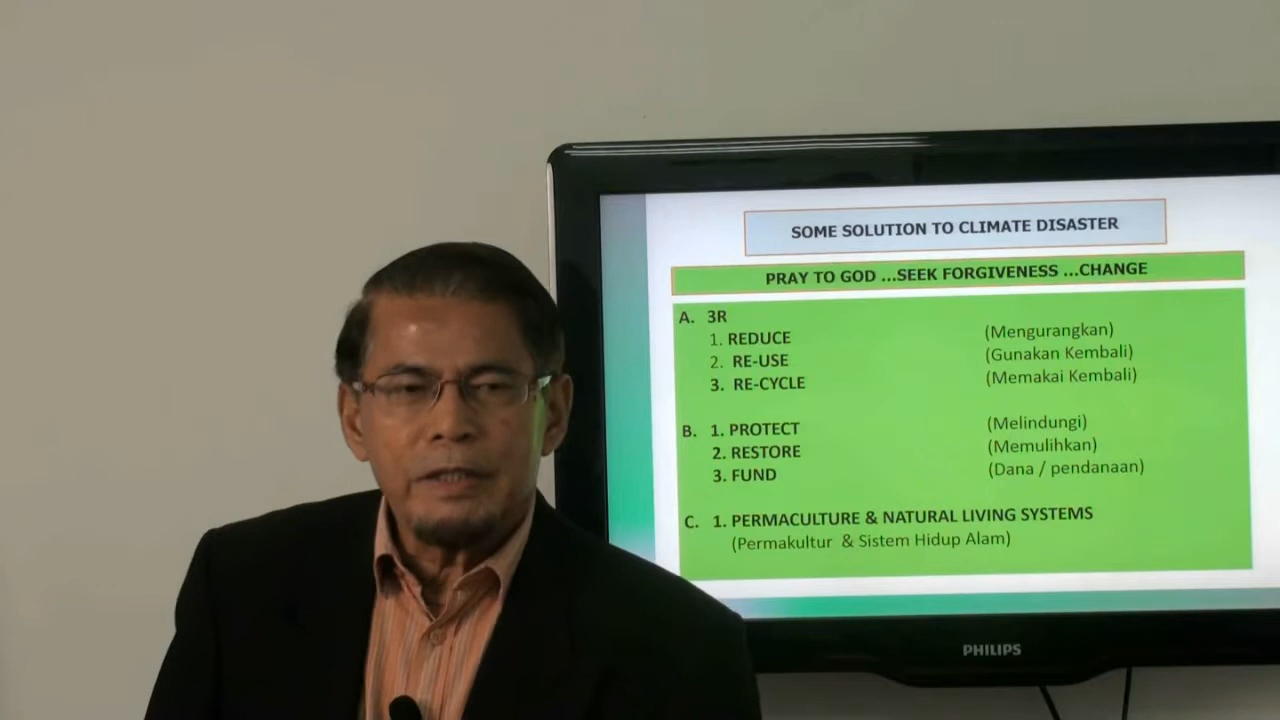 SOME SOLUTION TO CLIMATE DISASTER
PRAY TO GOD ...SEEK FORGIVENESS ...CHANGE
A. 3R
1. REDUCE (Mengurangkan)
2. RE-USE (Gunakan Kembali)
3. RE-CYCLE (Memakai Kembali)
B. 1. PROTECT (Melindungi)
2. RESTORE (Memulihkan)
3. FUND (Dana / pendanaan)
C. 1. PERMACULTURE & NATURAL LIVING SYSTEMS
(Permakultur & Sistem Hidup Alam)
PHILIPS